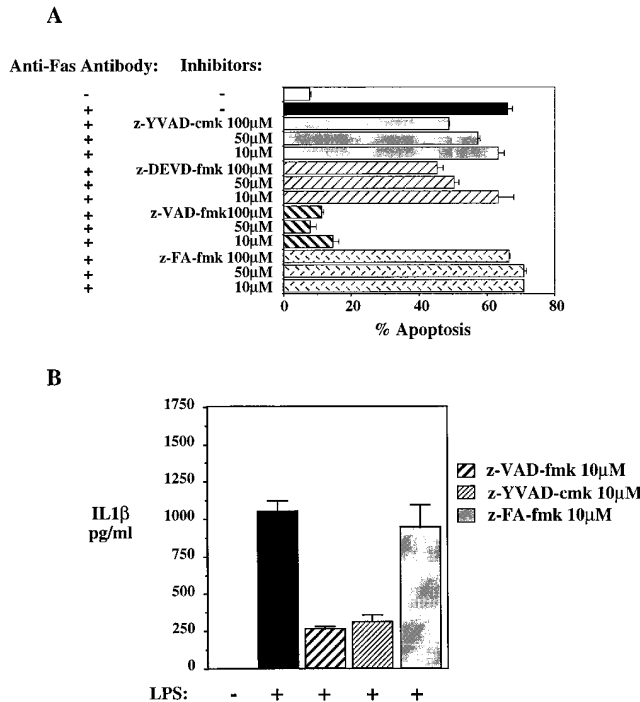 A
Anti-Fas Antibody: Inhibitors:
- -
+ -
+ z-YVAD-cmk 100µM
+ 50µM
+ 10µM
+ z-DEVD-fmk 100µM
+ 50µM
+ 10µM
+ z-VAD-fmk100µM
+ 50µM
+ 10µM
+ z-FA-fmk 100µM
+ 50µM
+ 10µM
0 20 40 60 80
% Apoptosis
B
1750
1500
1250
1000
750
500
250
0
IL1β
pg/ml
z-VAD-fmk 10µM
z-YVAD-cmk 10µM
z-FA-fmk 10µM
LPS: - + + + +